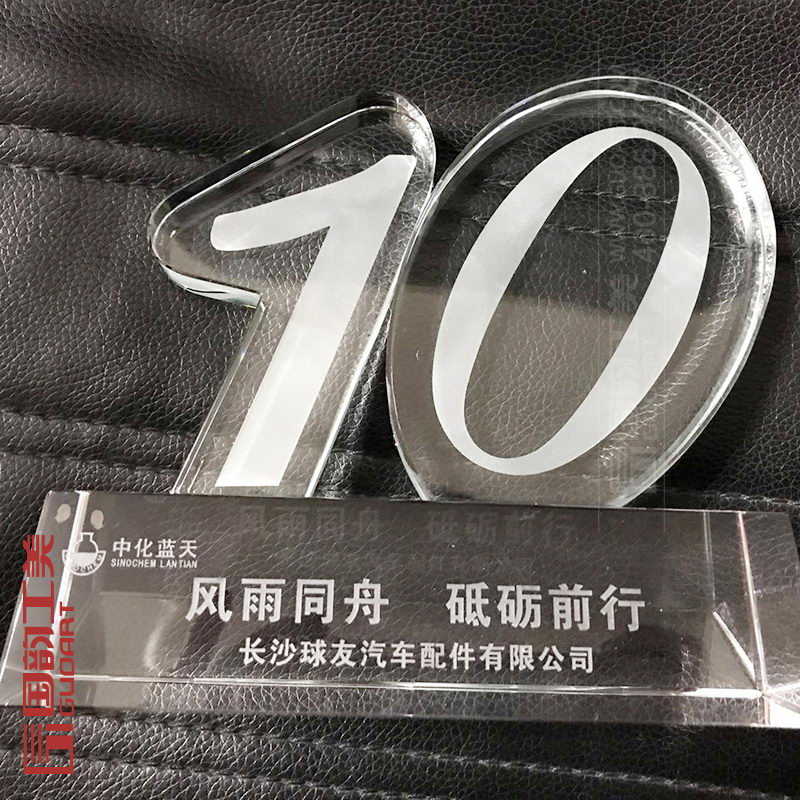 10
中化蓝天
SINOCHEM LANTIAN
风雨同舟 砥砺前行
长沙球友汽车配件有限公司
国韵工美
GUOART